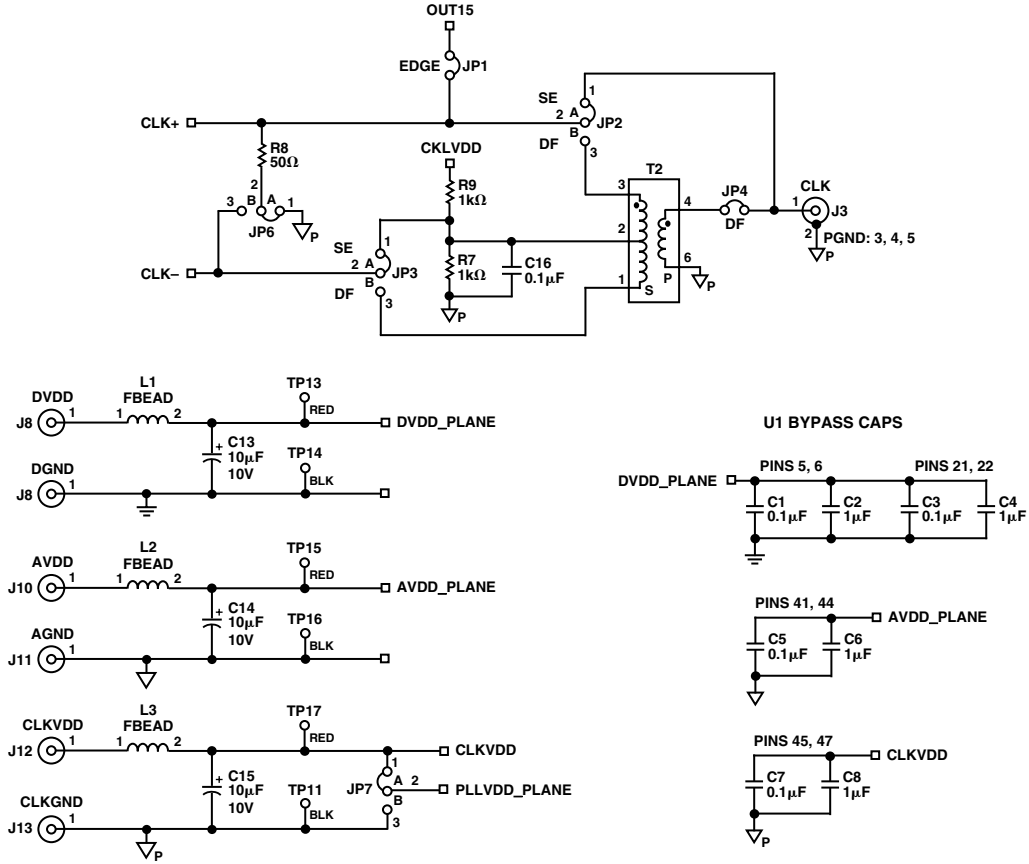 OUT15
EDGE JP1
SE
1
CLK+
2 A
JP2
B
DF
3
R8
50Ω
CKLVDD
T2
2
R9
1kΩ
3
4
JP4
CLK
1
J3
DF
2
PGND: 3, 4, 5
P
3 B A 1
JP6
P
SE
1
2
R7
1kΩ
C16
0.1μF
CLK–
2 A
JP3
B
DF
3
1
S
P
6
P
P
L1
FBEAD
DVDD
J8 1
1 2
TP13
RED
DVDD_PLANE
C13
10μF
10V
+
DGND
J8 1
TP14
BLK
U1 BYPASS CAPS
PINS 5, 6
PINS 21, 22
DVDD_PLANE
C1
0.1μF
C2
1μF
C3
0.1μF
C4
1μF
L2
FBEAD
AVDD
J10 1
1 2
TP15
RED
AVDD_PLANE
C14
10μF
10V
+
AGND
J11 1
TP16
BLK
PINS 41, 44
AVDD_PLANE
C5
0.1μF
C6
1μF
L3
FBEAD
CLKVDD
J12 1
1 2
TP17
RED
CLKVDD
C15
10μF
10V
+
1
JP7
A 2
PLLVDD_PLANE
B
3
CLKGND
J13 1
TP11
BLK
P
PINS 45, 47
CLKVDD
C7
0.1μF
C8
1μF
P